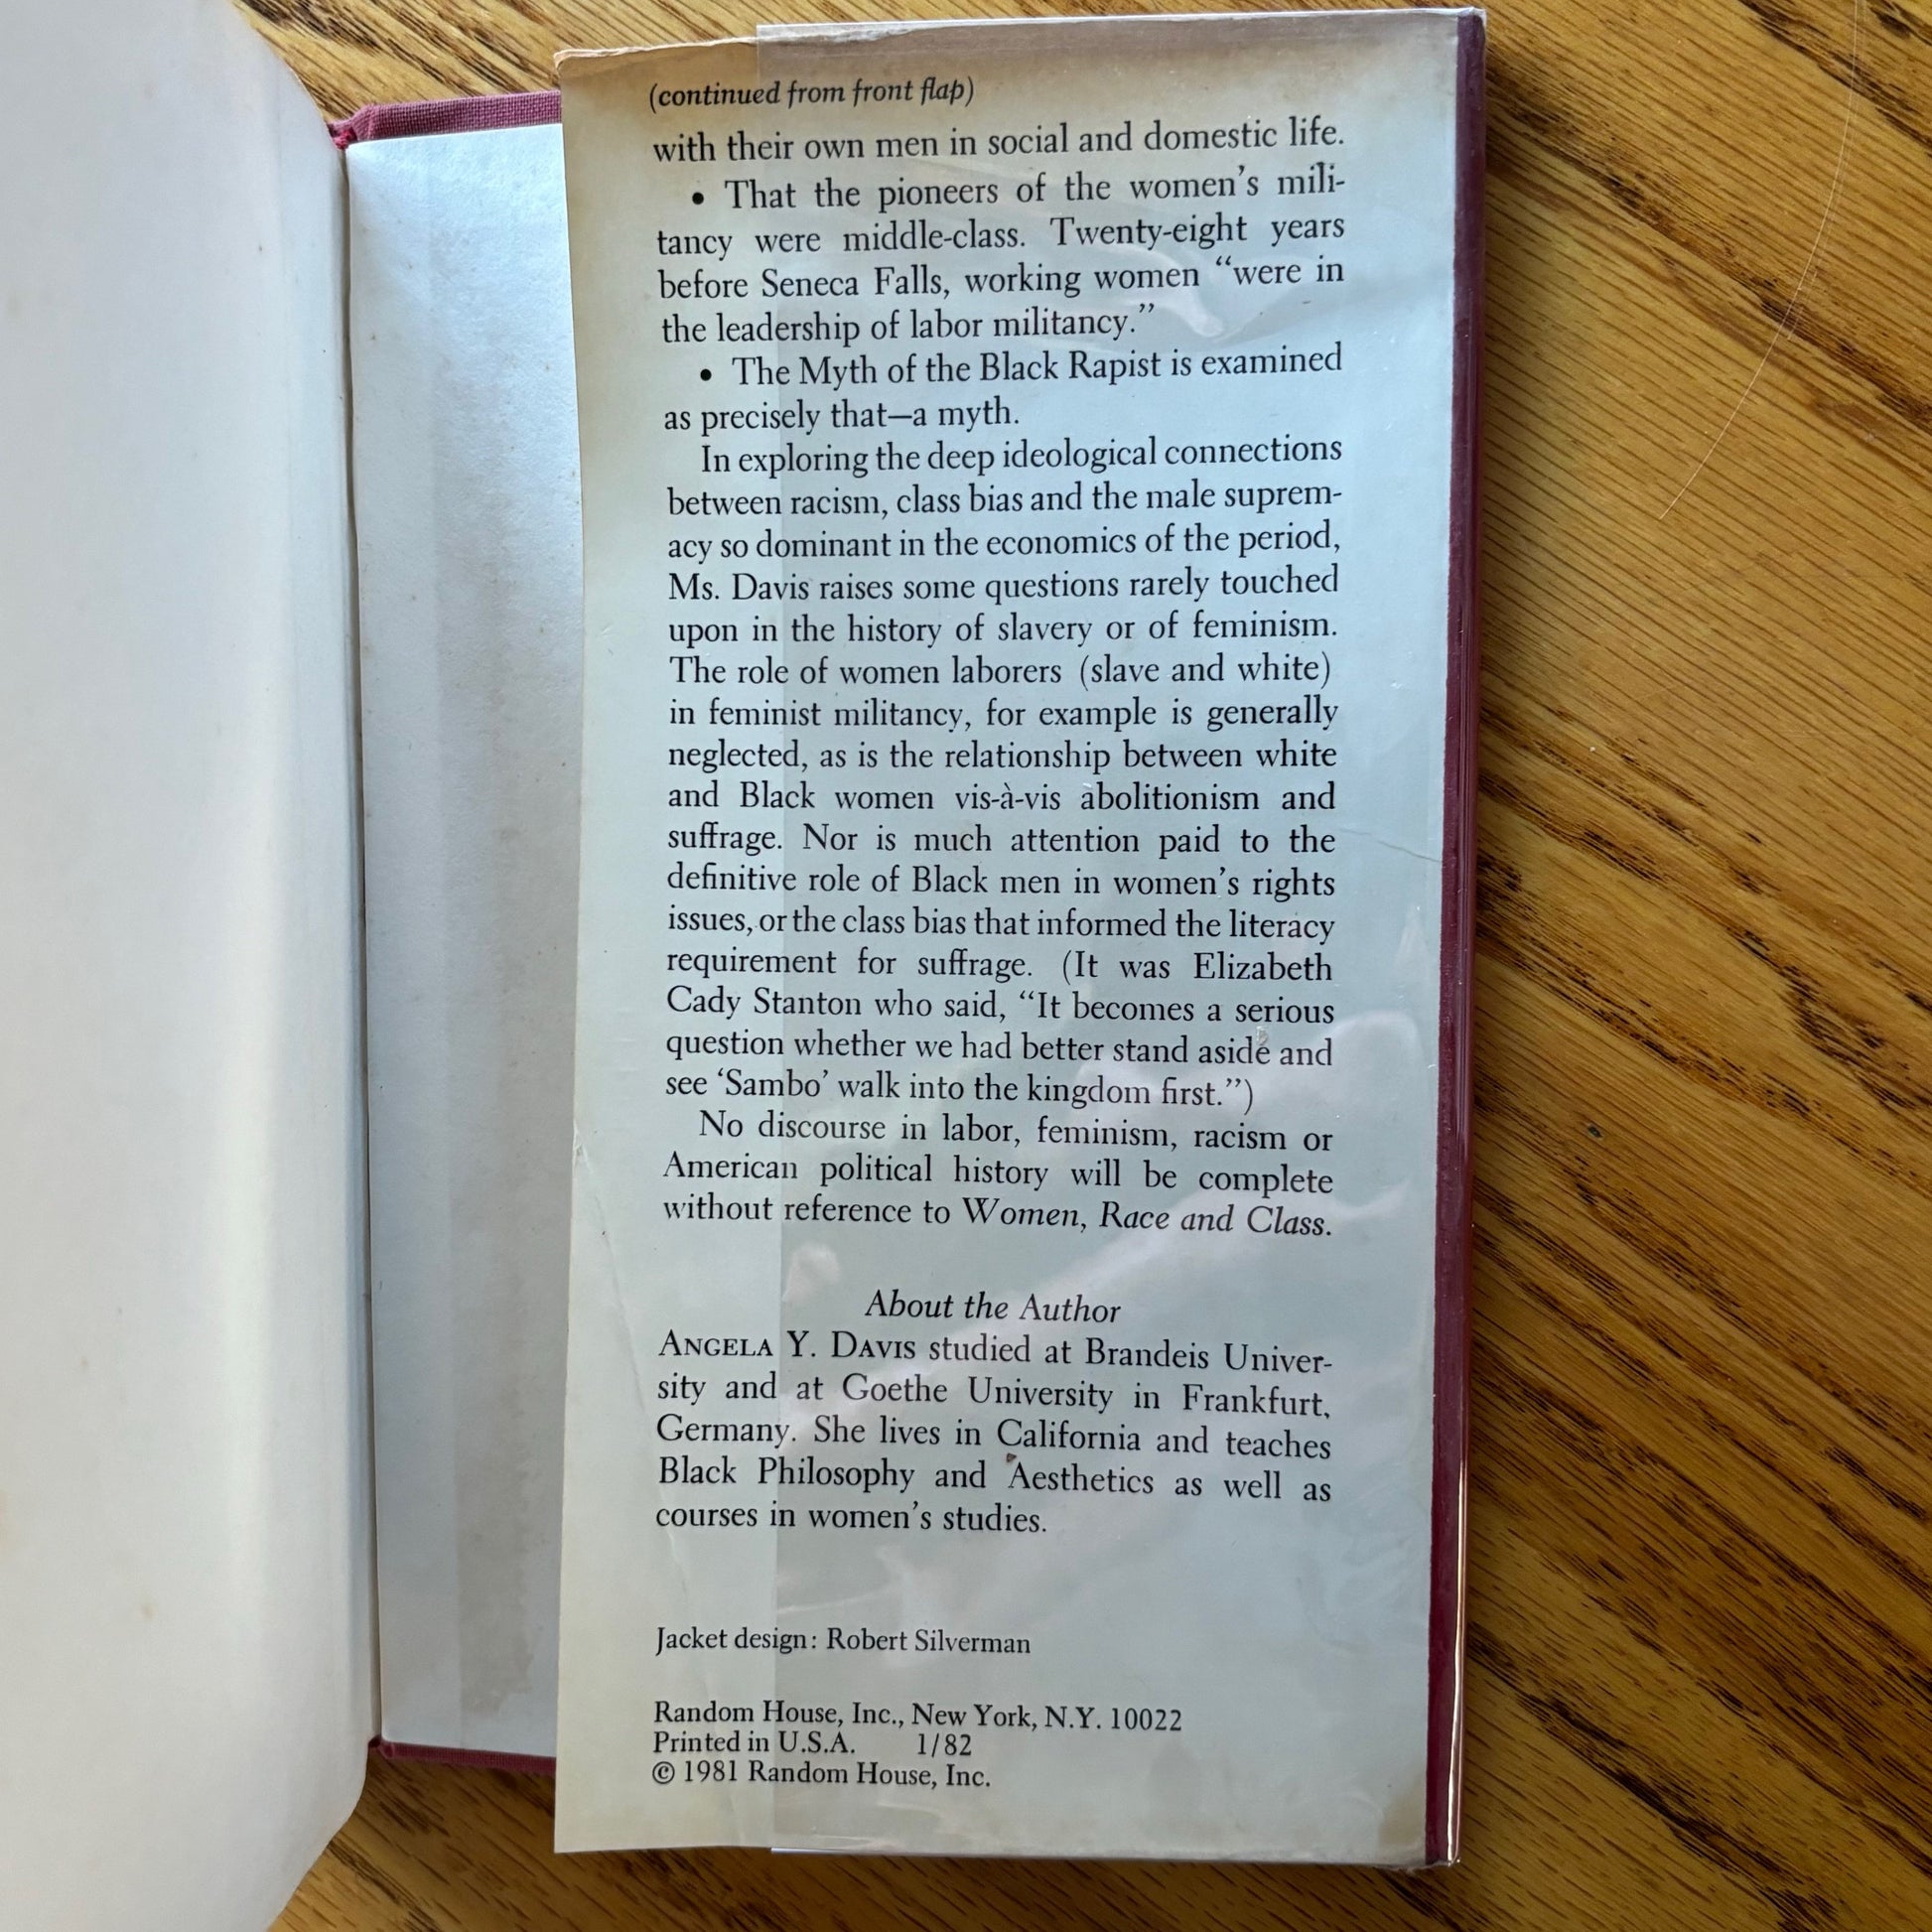 (continued from front flap)
with their own men in social and domestic life.
• That the pioneers of the women's mili-
tancy were middle-class. Twenty-eight years
before Seneca Falls, working women “were in
the leadership of labor militancy.”
• The Myth of the Black Rapist is examined
as precisely that—a myth.
In exploring the deep ideological connections
between racism, class bias and the male suprem-
acy so dominant in the economics of the period,
Ms. Davis raises some questions rarely touched
upon in the history of slavery or of feminism.
The role of women laborers (slave and white)
in feminist militancy, for example is generally
neglected, as is the relationship between white
and Black women vis-à-vis abolitionism and
suffrage. Nor is much attention paid to the
definitive role of Black men in women's rights
issues, or the class bias that informed the literacy
requirement for suffrage. (It was Elizabeth
Cady Stanton who said, “It becomes a serious
question whether we had better stand aside and
see ‘Sambo’ walk into the kingdom first.”)
No discourse in labor, feminism, racism or
American political history will be complete
without reference to Women, Race and Class.
About the Author
ANGELA Y. DAVIS studied at Brandeis Univer-
sity and at Goethe University in Frankfurt,
Germany. She lives in California and teaches
Black Philosophy and Aesthetics as well as
courses in women's studies.
Jacket design: Robert Silverman
Random House, Inc., New York, N.Y. 10022
Printed in U.S.A. 1/82
© 1981 Random House, Inc.